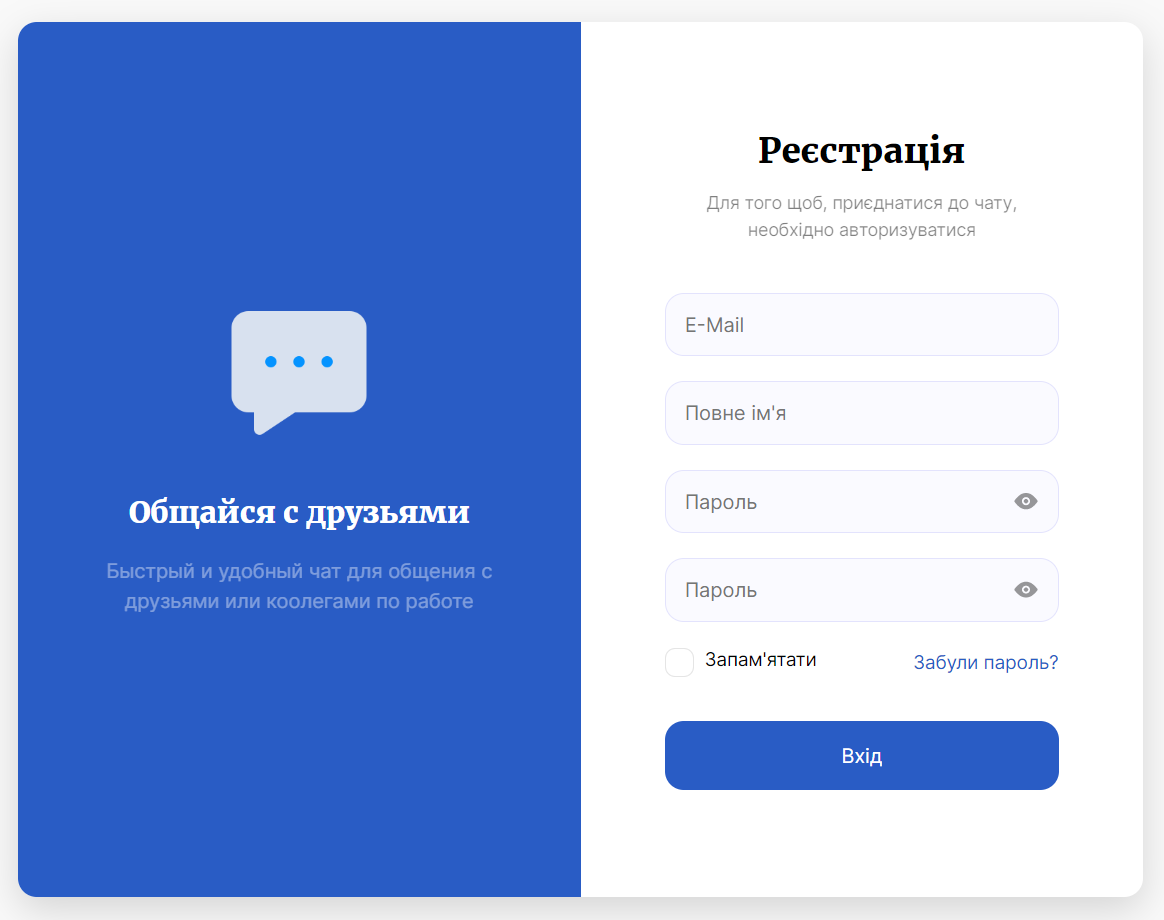 Общайся с друзьями
Быстрый и удобный чат для общения с
друзьями или коолегами по работе
Реєстрація
Для того щоб, приєднатися до чату,
необхідно авторизуватися
E-Mail
Повне ім'я
Пароль
Пароль
Запам'ятати
Забули пароль?
Вхід